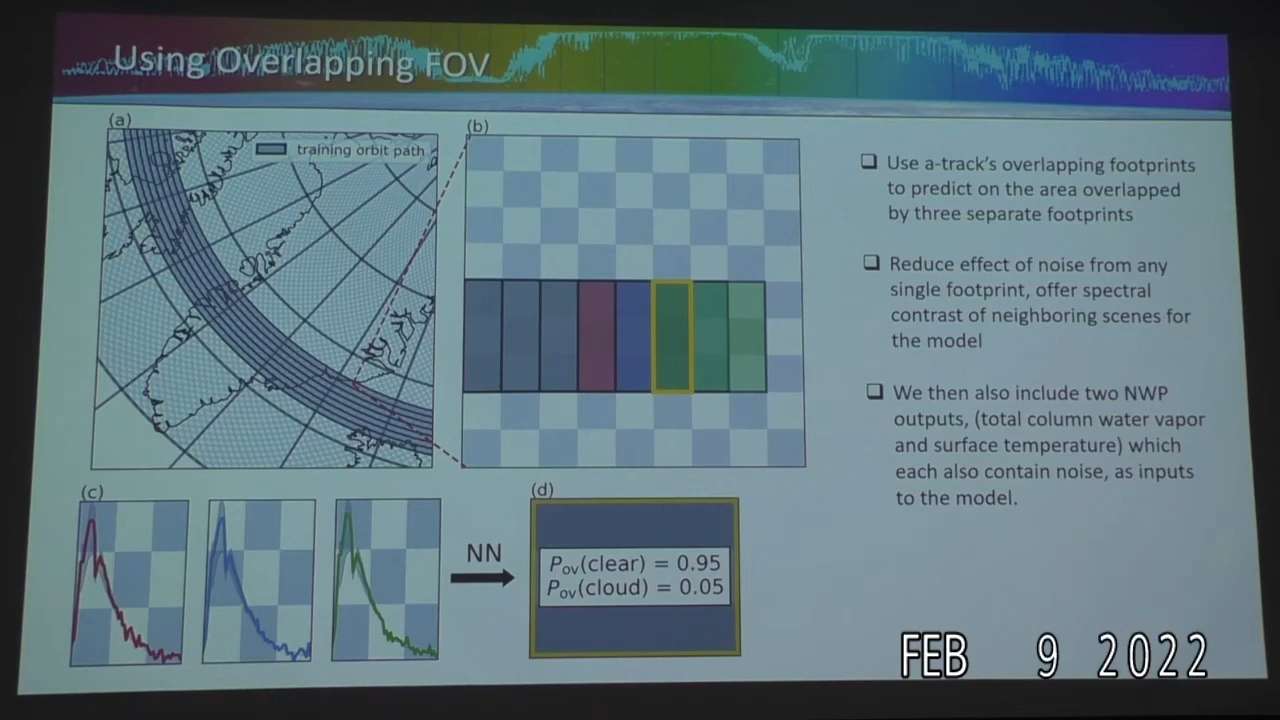 Using Overlapping FOV
(a)
training orbit path
(b)
❑ Use a-track's overlapping footprints
to predict on the area overlapped
by three separate footprints
❑ Reduce effect of noise from any
single footprint, offer spectral
contrast of neighboring scenes for
the model
❑ We then also include two NWP
outputs, (total column water vapor
and surface temperature) which
each also contain noise, as inputs
to the model.
(c)
NN
(d)
Pov(clear) = 0.95
Pov(cloud) = 0.05
FEB 9 2022